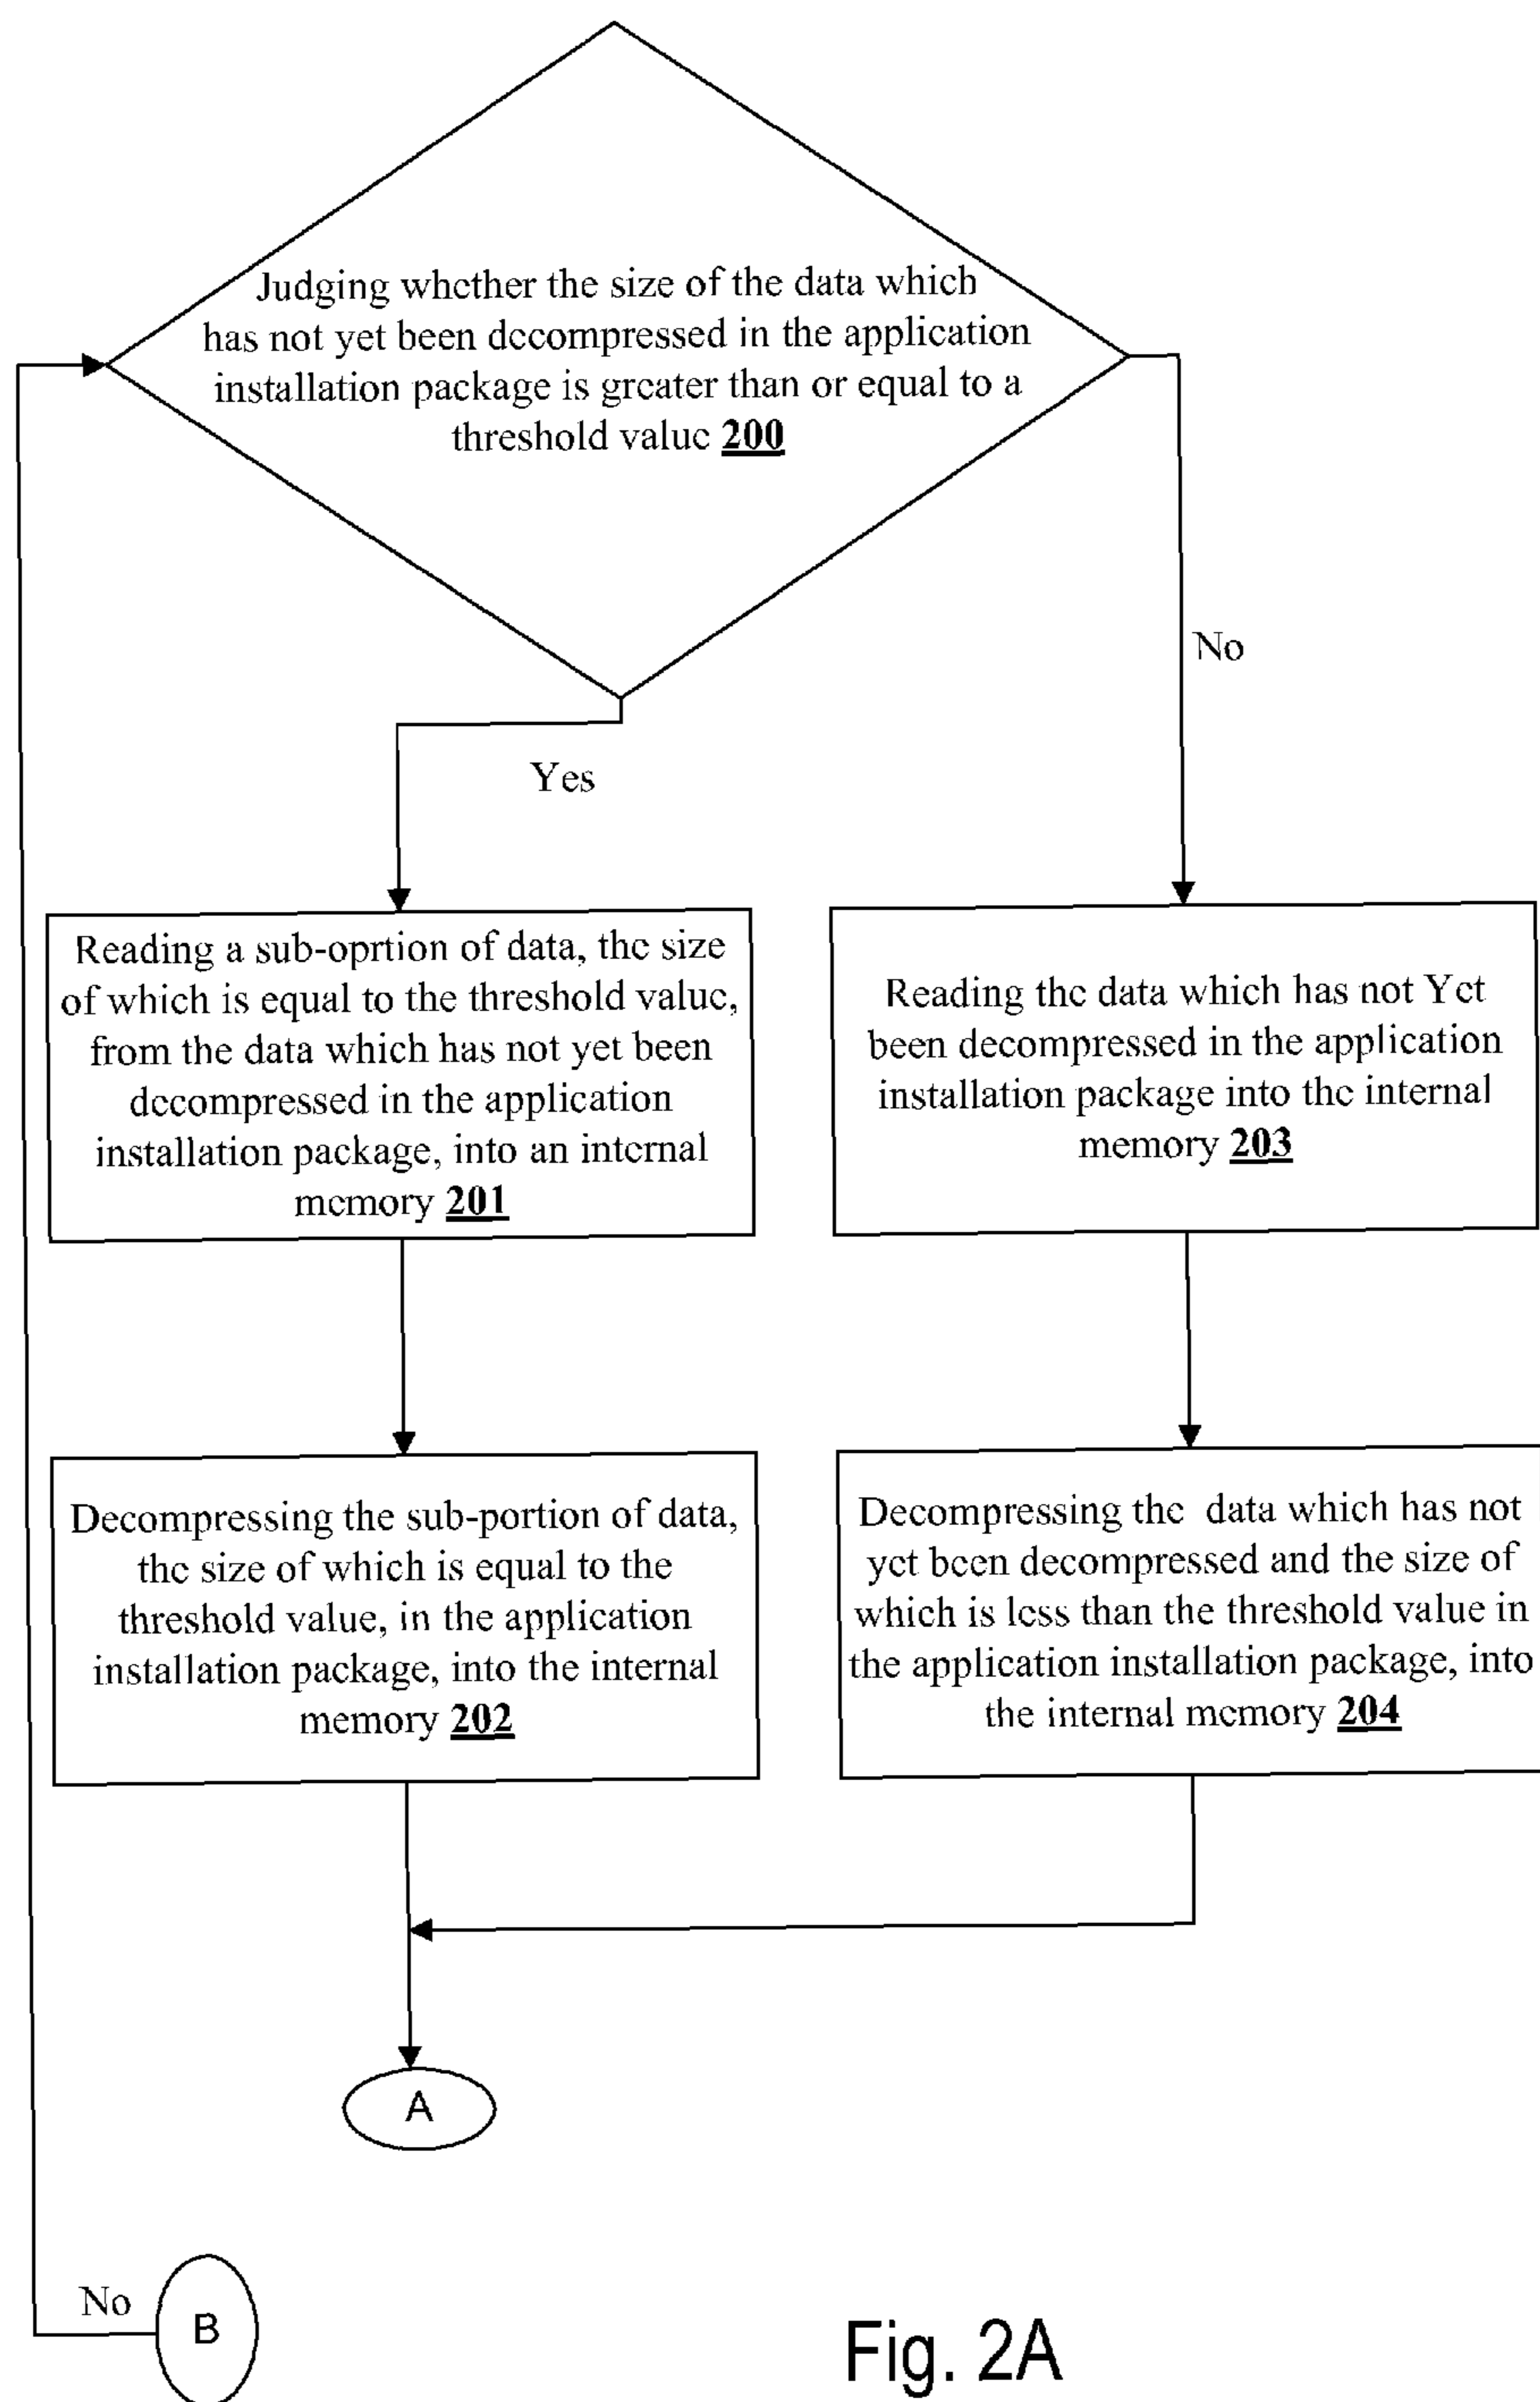 Judging whether the size of the data which
has not yet been decompressed in the application
installation package is greater than or equal to a
threshold value 200
No
Yes
Reading a sub-oprtion of data, the size
of which is equal to the threshold value,
from the data which has not yet been
decompressed in the application
installation package, into an internal
memory 201
Reading the data which has not Yet
been decompressed in the application
installation package into the internal
memory 203
Decompressing the sub-portion of data,
the size of which is equal to the
threshold value, in the application
installation package, into the internal
memory 202
Decompressing the data which has not
yet been decompressed and the size of
which is less than the threshold value in
the application installation package, into
the internal memory 204
A
No
B
Fig. 2A